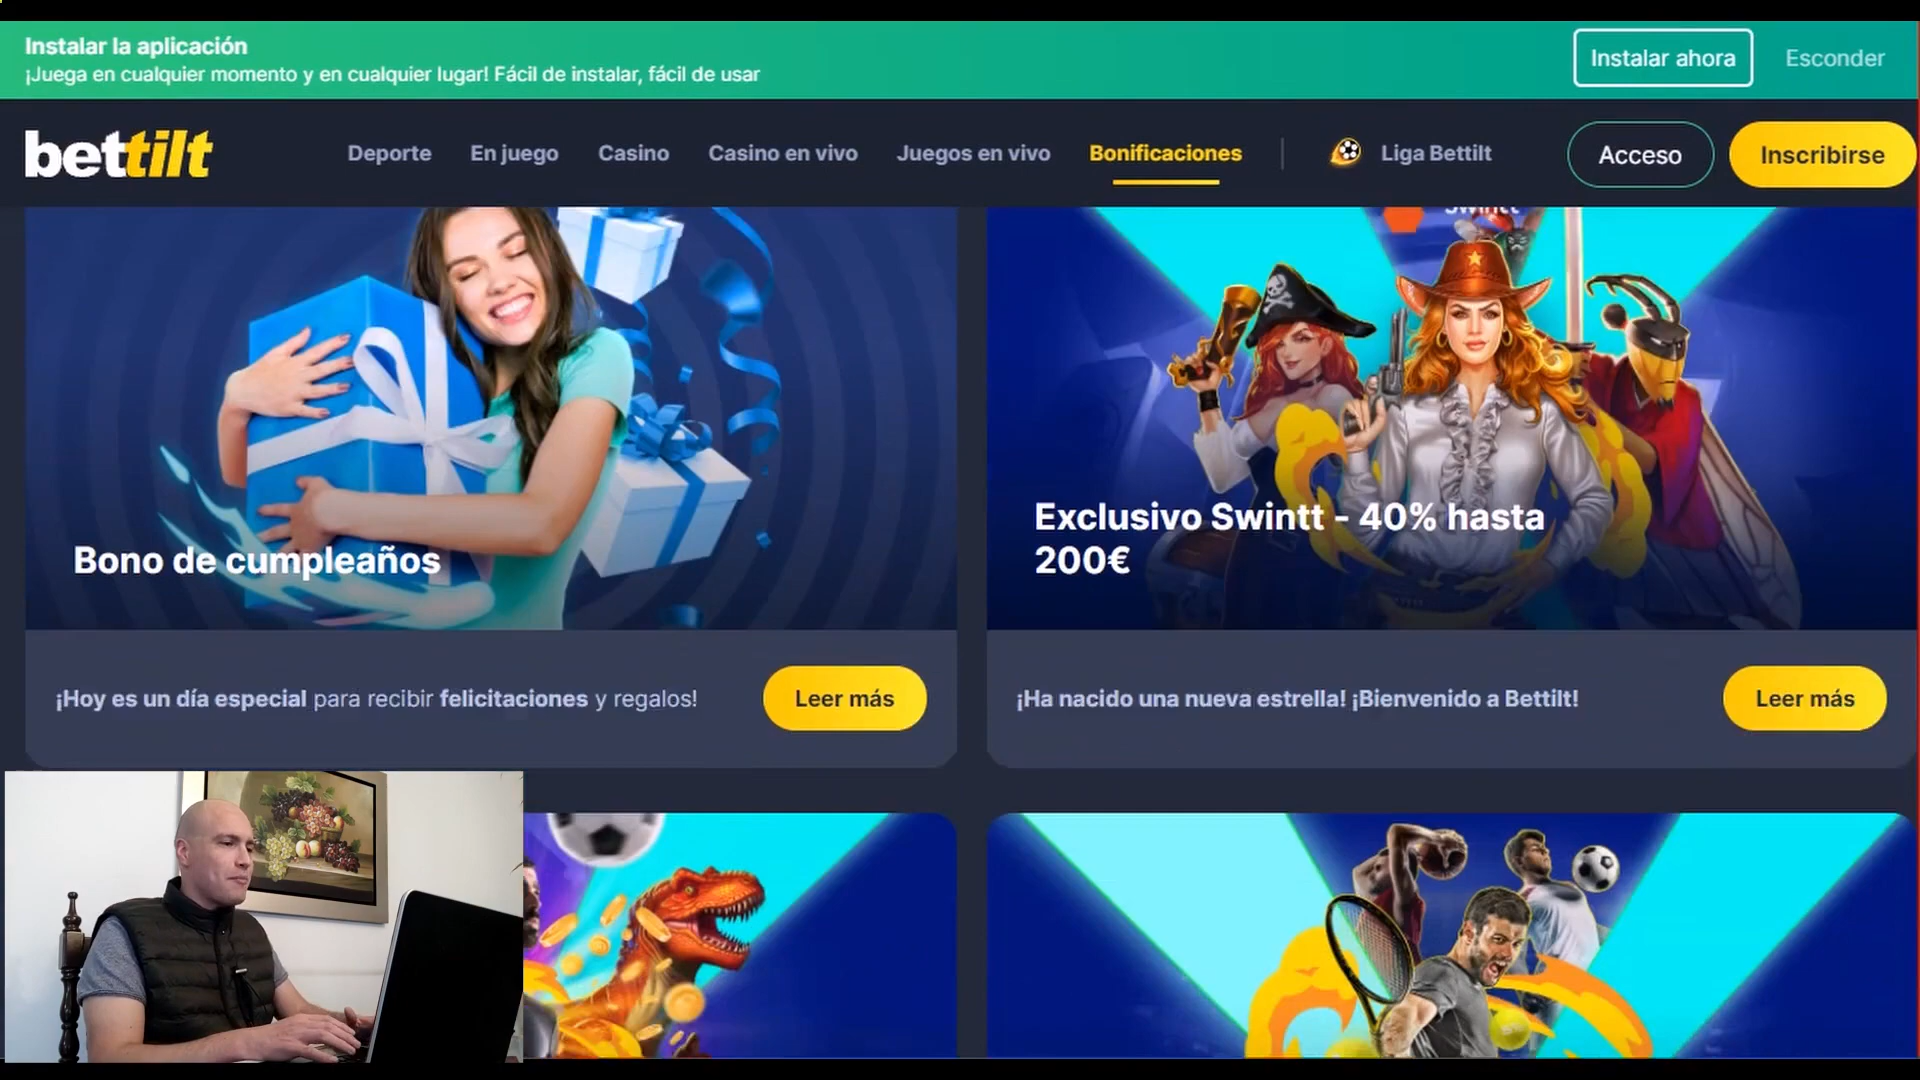 Instalar la aplicación
¡Juega en cualquier momento y en cualquier lugar! Fácil de instalar, fácil de usar
Instalar ahora
Esconder
bettilt
Deporte
En juego
Casino
Casino en vivo
Juegos en vivo
Bonificaciones
Liga Bettilt
Acceso
Inscribirse
Bono de cumpleaños
¡Hoy es un día especial para recibir felicitaciones y regalos!
Leer más
Exclusivo Swintt - 40% hasta
200€
¡Ha nacido una nueva estrella! ¡Bienvenido a Bettilt!
Leer más